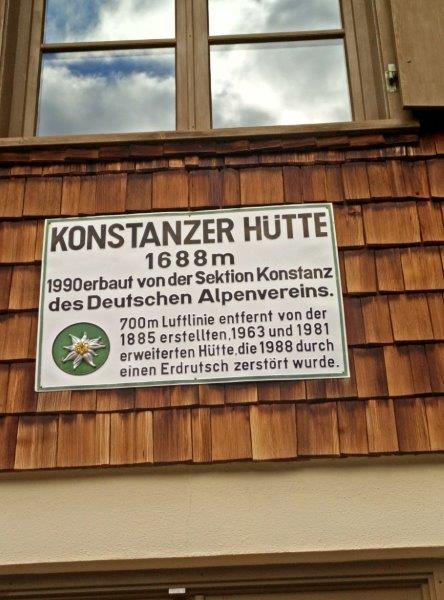 KONSTANZER HÜTTE
1688m
1990 erbaut von der Sektion Konstanz
des Deutschen Alpenvereins.
700m Luftlinie entfernt von der
1885 erstellten, 1963 und 1981
erweiterten Hütte, die 1988 durch
einen Erdrutsch zerstört wurde.